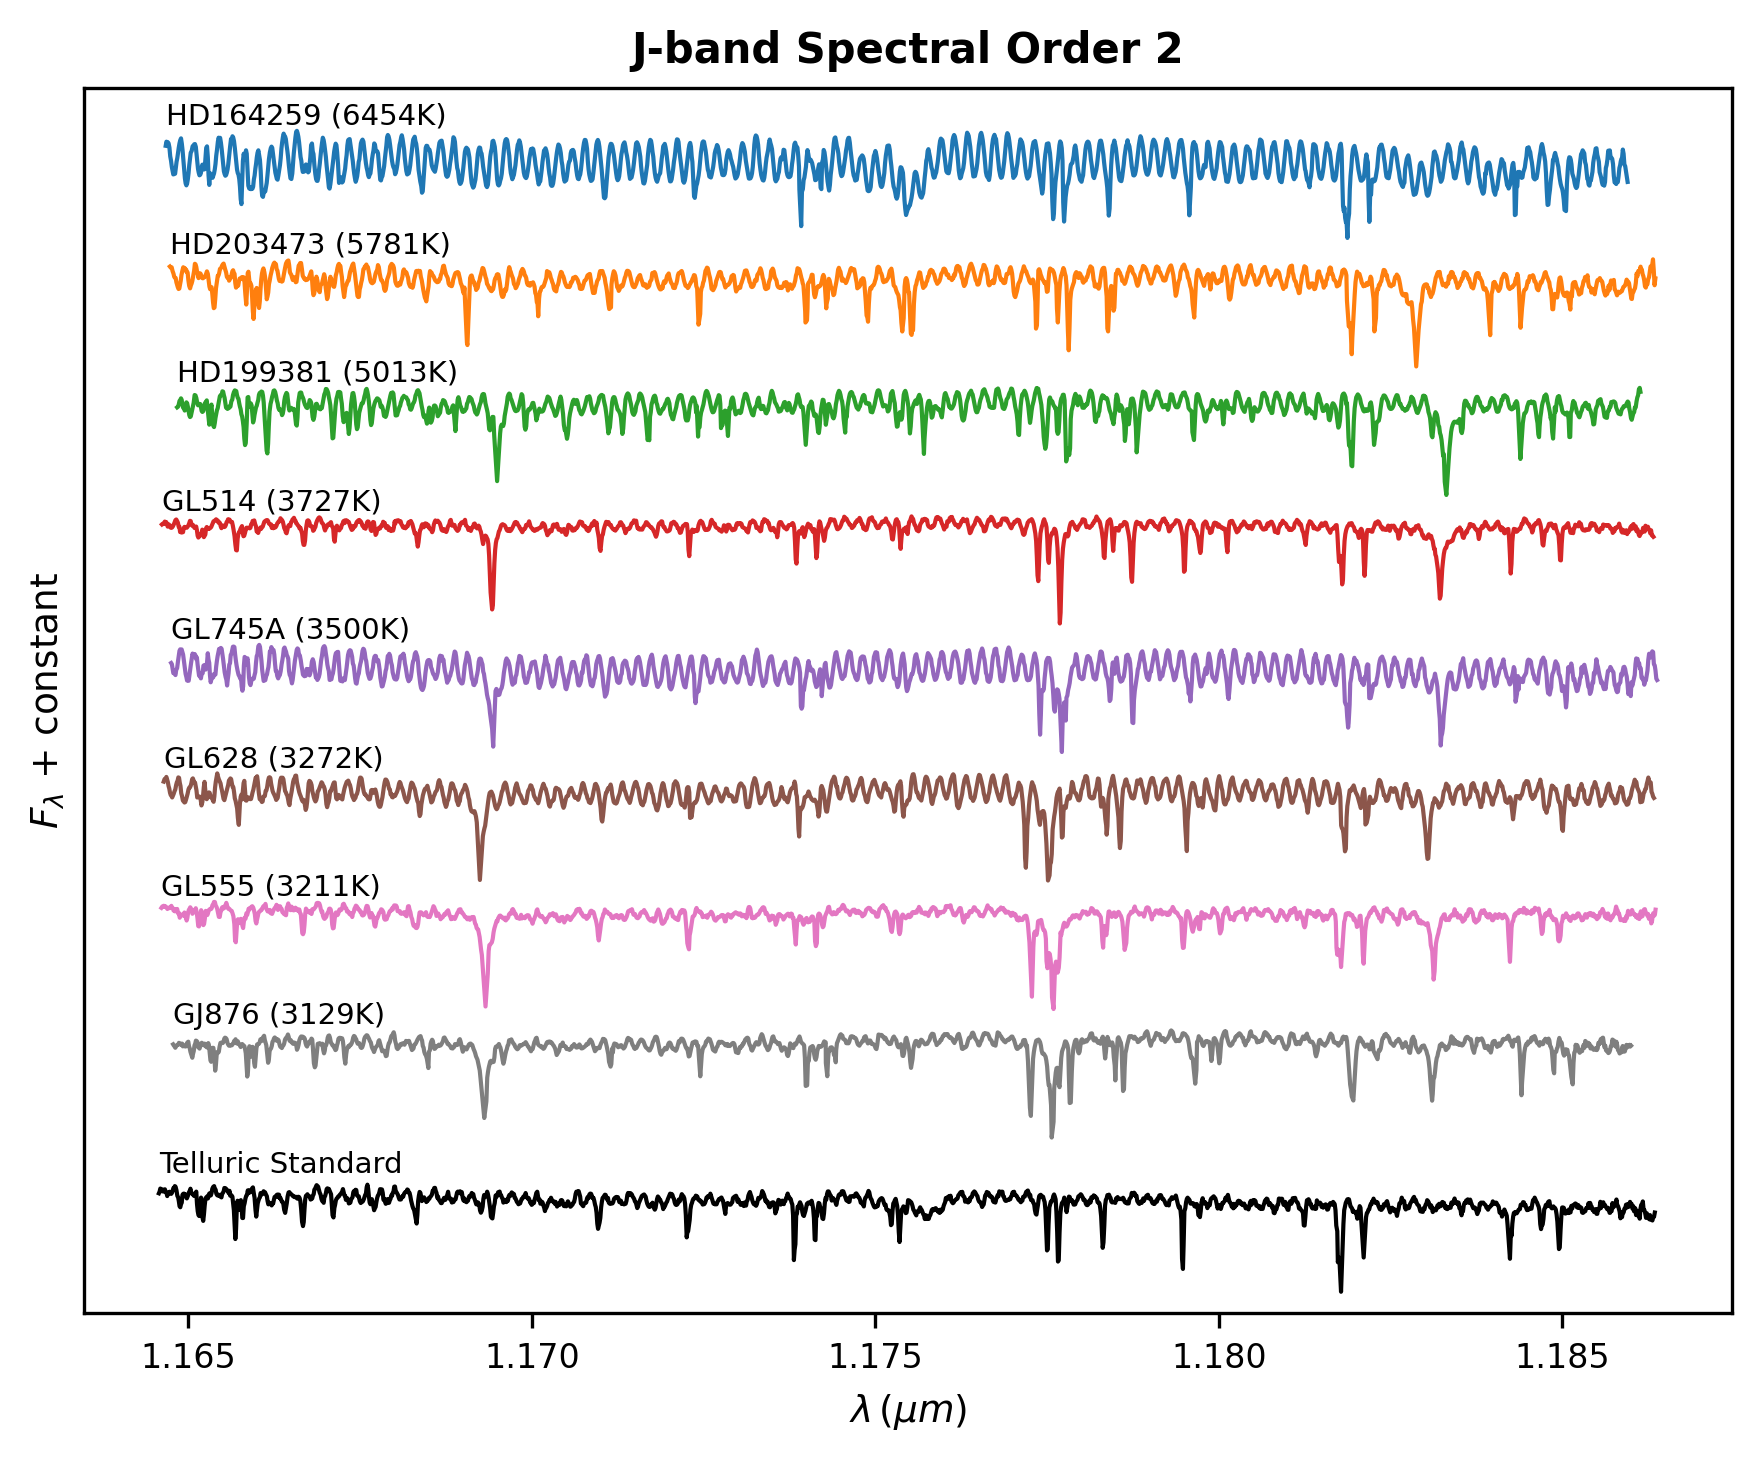 J-band Spectral Order 2
HD164259 (6454K)
HD203473 (5781K)
HD199381 (5013K)
GL514 (3727K)
GL745A (3500K)
GL628 (3272K)
GL555 (3211K)
GJ876 (3129K)
Telluric Standard
F_λ + constant
1.165 1.170 1.175 1.180 1.185
λ (μm)